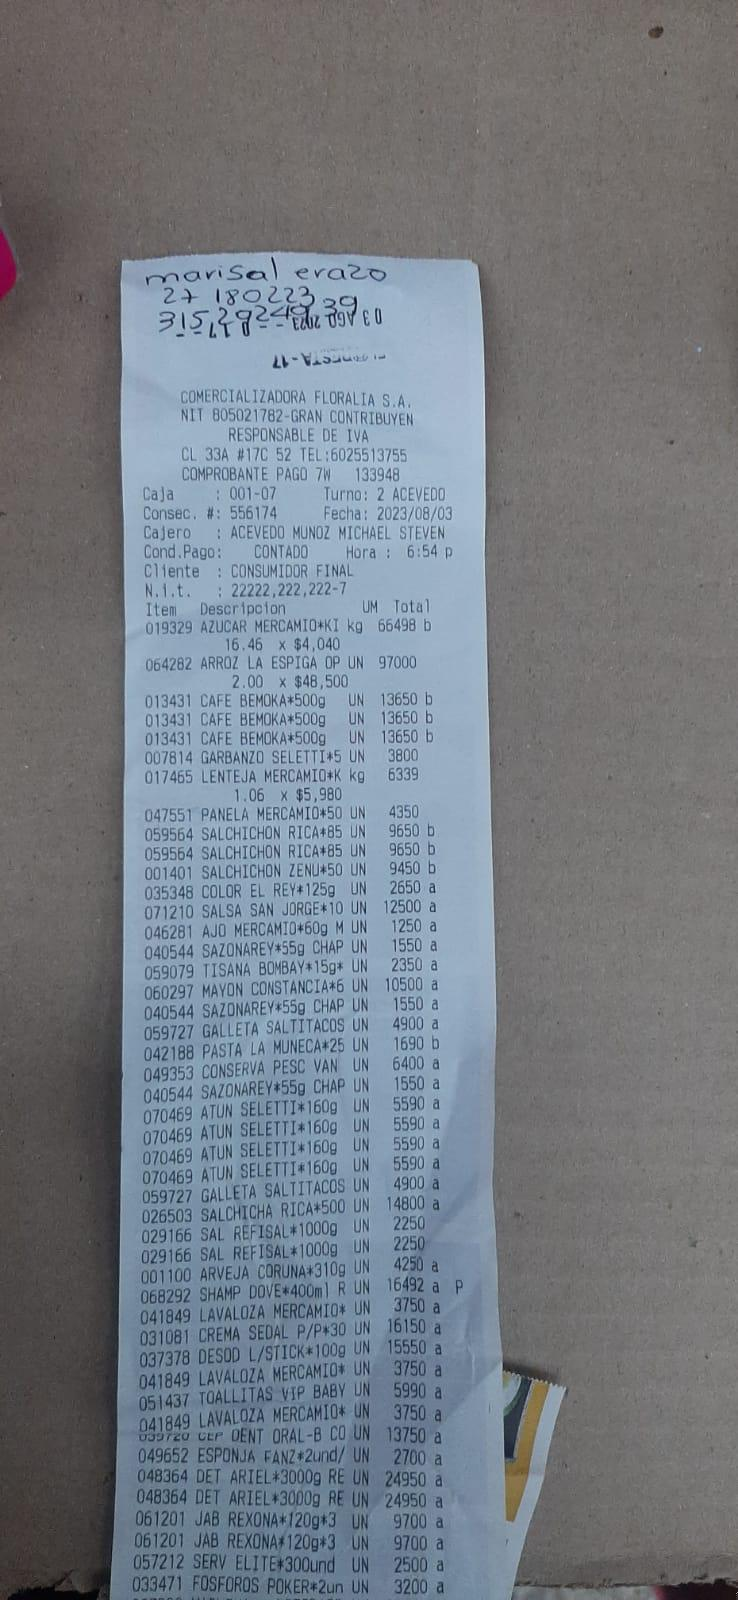 marisal erazo
27 180223
3152924939
03 AGO 2023
COMERCIALIZADORA FLORALIA S.A.
NIT 805021782-GRAN CONTRIBUYEN
RESPONSABLE DE IVA
CL 33A #17C 52 TEL:6025513755
COMPROBANTE PAGO 7W 133948
Caja : 001-07 Turno: 2 ACEVEDO
Consec. #: 556174 Fecha: 2023/08/03
Cajero : ACEVEDO MUNOZ MICHAEL STEVEN
Cond.Pago: CONTADO Hora : 6:54 p
Cliente : CONSUMIDOR FINAL
N.i.t. : 22222,222,222-7
Item Descripcion UM Total
019329 AZUCAR MERCAMIO*KI kg 66498 b
16.46 x $4,040
064282 ARROZ LA ESPIGA OP UN 97000
2.00 x $48,500
013431 CAFE BEMOKA*500g UN 13650 b
013431 CAFE BEMOKA*500g UN 13650 b
013431 CAFE BEMOKA*500g UN 13650 b
007814 GARBANZO SELETTI*5 UN 3800
017465 LENTEJA MERCAMIO*K kg 6339
1.06 x $5,980
047551 PANELA MERCAMIO*50 UN 4350
059564 SALCHICHON RICA*85 UN 9650 b
059564 SALCHICHON RICA*85 UN 9650 b
001401 SALCHICHON ZENU*50 UN 9450 b
035348 COLOR EL REY*125g UN 2650 a
071210 SALSA SAN JORGE*10 UN 12500 a
046281 AJO MERCAMIO*60g M UN 1250 a
040544 SAZONAREY*55g CHAP UN 1550 a
059079 TISANA BOMBAY*15g* UN 2350 a
060297 MAYON CONSTANCIA*6 UN 10500 a
040544 SAZONAREY*55g CHAP UN 1550 a
059727 GALLETA SALTITACOS UN 4900 a
042188 PASTA LA MUNECA*25 UN 1690 b
049353 CONSERVA PESC VAN UN 6400 a
040544 SAZONAREY*55g CHAP UN 1550 a
070469 ATUN SELETTI*160g UN 5590 a
070469 ATUN SELETTI*160g UN 5590 a
070469 ATUN SELETTI*160g UN 5590 a
070469 ATUN SELETTI*160g UN 5590 a
059727 GALLETA SALTITACOS UN 4900 a
026503 SALCHICHA RICA*500 UN 14800 a
029166 SAL REFISAL*1000g UN 2250
029166 SAL REFISAL*1000g UN 2250
001100 ARVEJA CORUNA*310g UN 4250 a
068292 SHAMP DOVE*400ml R UN 16492 a P
041849 LAVALOZA MERCAMIO* UN 3750 a
031081 CREMA SEDAL P/P*30 UN 16150 a
037378 DESOD L/STICK*100g UN 15550 a
041849 LAVALOZA MERCAMIO* UN 3750 a
051437 TOALLITAS VIP BABY UN 5990 a
041849 LAVALOZA MERCAMIO* UN 3750 a
039720 CEP DENT ORAL-B CO UN 13750 a
049652 ESPONJA FANZ*2und/ UN 2700 a
048364 DET ARIEL*3000g RE UN 24950 a
048364 DET ARIEL*3000g RE UN 24950 a
061201 JAB REXONA*120g*3 UN 9700 a
061201 JAB REXONA*120g*3 UN 9700 a
057212 SERV ELITE*300und UN 2500 a
033471 FOSFOROS POKER*2un UN 3200 a